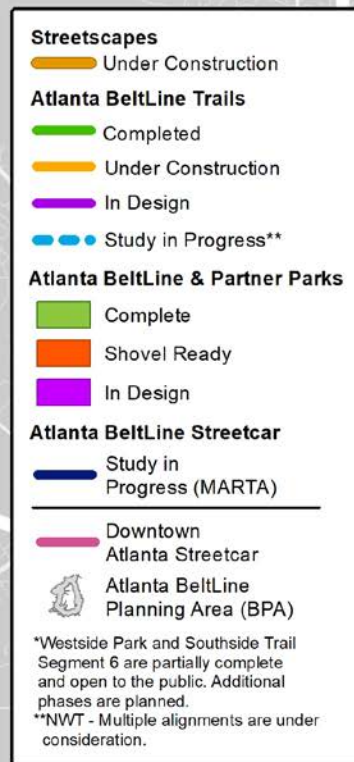 Streetscapes
Under Construction
Atlanta BeltLine Trails
Completed
Under Construction
In Design
Study in Progress**
Atlanta BeltLine & Partner Parks
Complete
Shovel Ready
In Design
Atlanta BeltLine Streetcar
Study in
Progress (MARTA)
Downtown
Atlanta Streetcar
Atlanta BeltLine
Planning Area (BPA)
*Westside Park and Southside Trail
Segment 6 are partially complete
and open to the public. Additional
phases are planned.
**NWT - Multiple alignments are under
consideration.